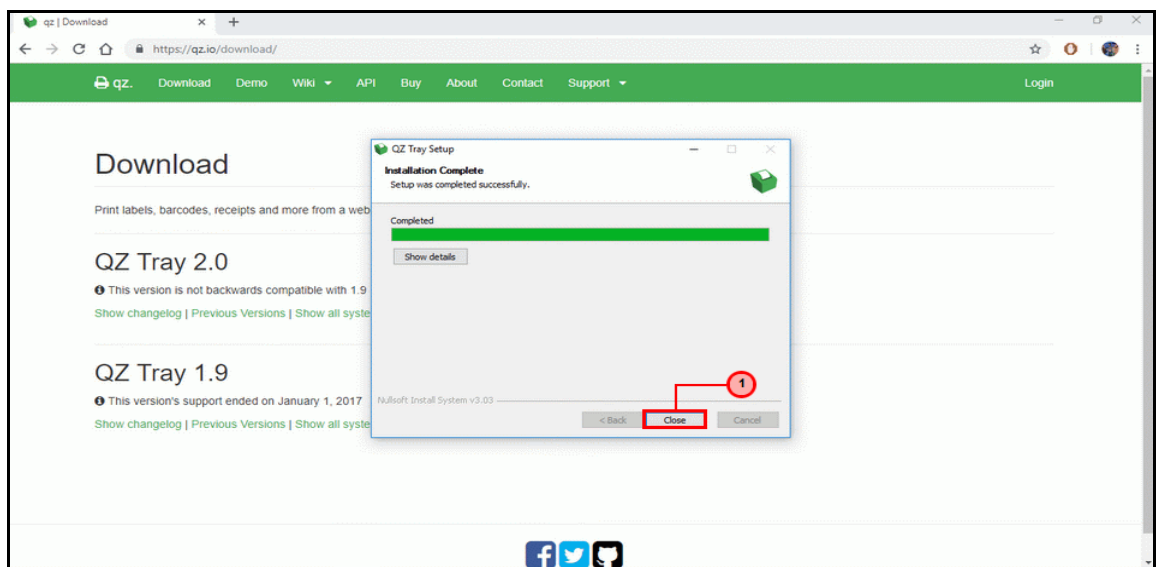 qz | Download
https://qz.io/download/
qz. Download Demo Wiki API Buy About Contact Support Login
Download
Print labels, barcodes, receipts and more from a web
QZ Tray 2.0
This version is not backwards compatible with 1.9
Show changelog | Previous Versions | Show all syste
QZ Tray 1.9
This version's support ended on January 1, 2017
Show changelog | Previous Versions | Show all syste
QZ Tray Setup
Installation Complete
Setup was completed successfully.
Completed
Show details
1
Nullsoft Install System v3.03
< Back Close Cancel